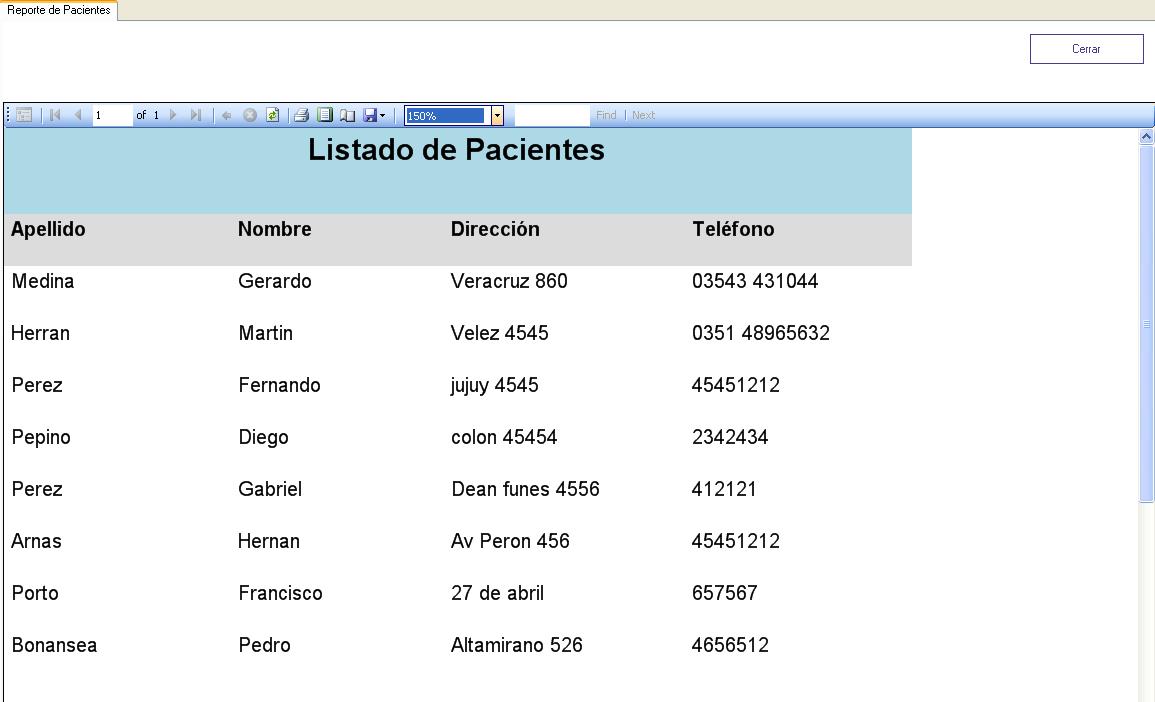 Reporte de Pacientes
Cerrar
1 of 1 150% Find | Next
Listado de Pacientes
Apellido Nombre Dirección Teléfono
Medina Gerardo Veracruz 860 03543 431044
Herran Martin Velez 4545 0351 48965632
Perez Fernando jujuy 4545 45451212
Pepino Diego colon 45454 2342434
Perez Gabriel Dean funes 4556 412121
Arnas Hernan Av Peron 456 45451212
Porto Francisco 27 de abril 657567
Bonansea Pedro Altamirano 526 4656512